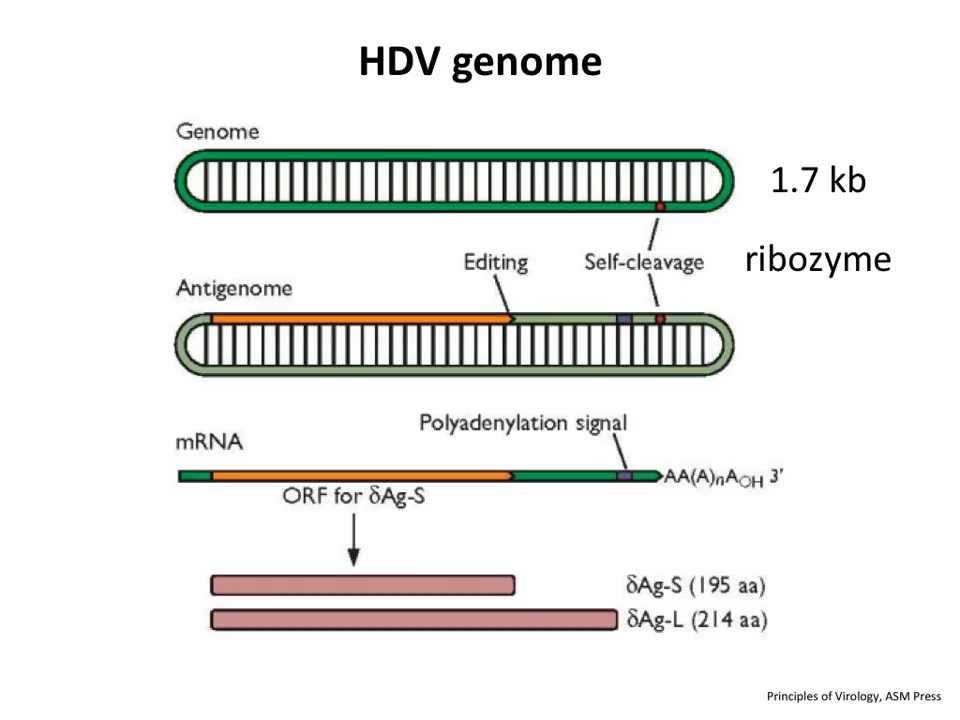 HDV genome
Genome
1.7 kb
Editing
Self-cleavage
ribozyme
Antigenome
Polyadenylation signal
mRNA
AA(A)nAOH 3′
ORF for δAg-S
δAg-S (195 aa)
δAg-L (214 aa)
Principles of Virology, ASM Press